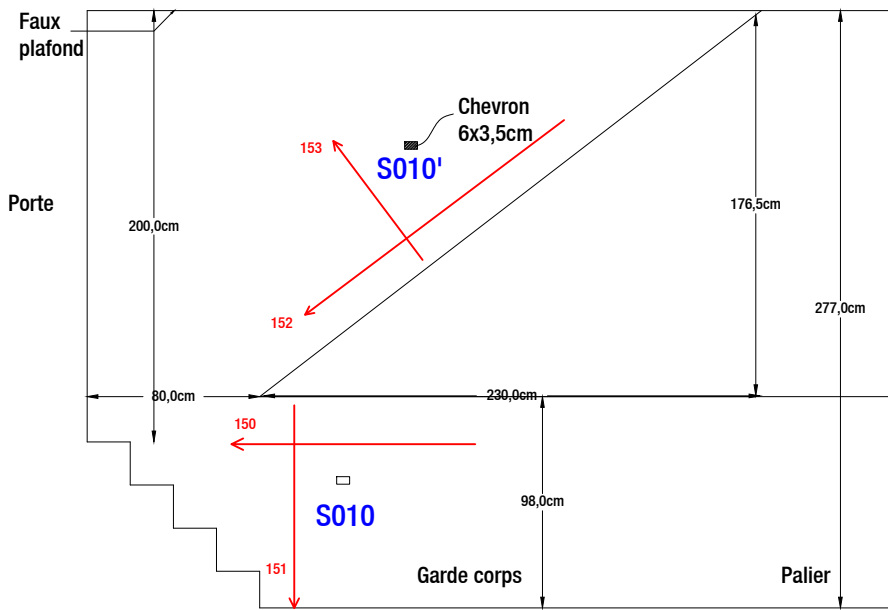 Faux
plafond
Chevron
6x3,5cm
153
S010'
Porte
176,5cm
200,0cm
277,0cm
152
80,0cm
230,0cm
150
98,0cm
S010
151
Garde corps
Palier